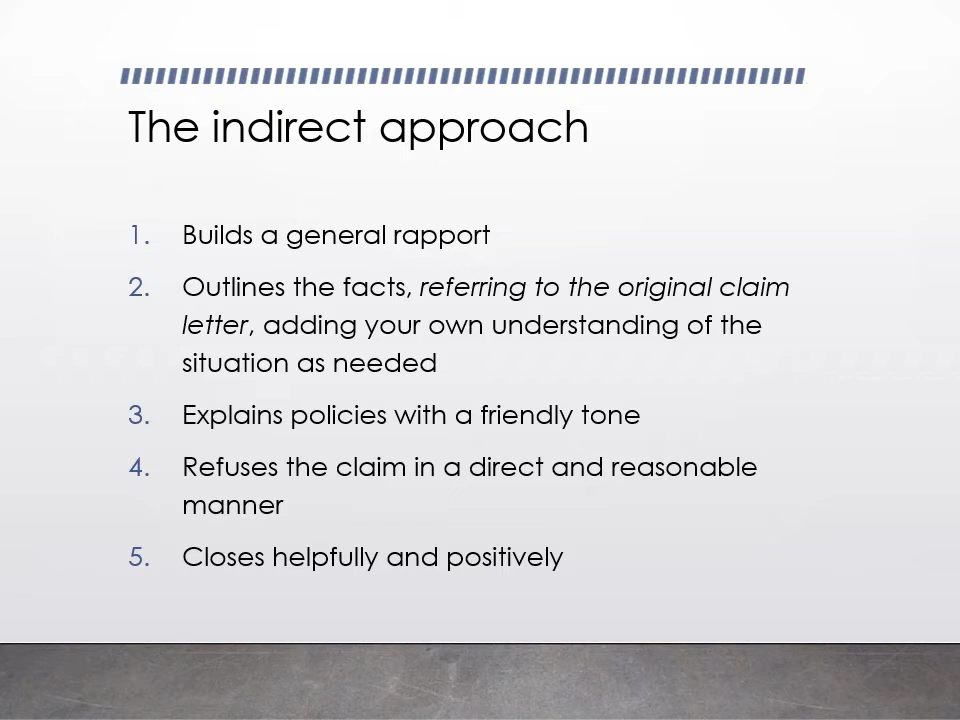 The indirect approach
1. Builds a general rapport
2. Outlines the facts, referring to the original claim
letter, adding your own understanding of the
situation as needed
3. Explains policies with a friendly tone
4. Refuses the claim in a direct and reasonable
manner
5. Closes helpfully and positively